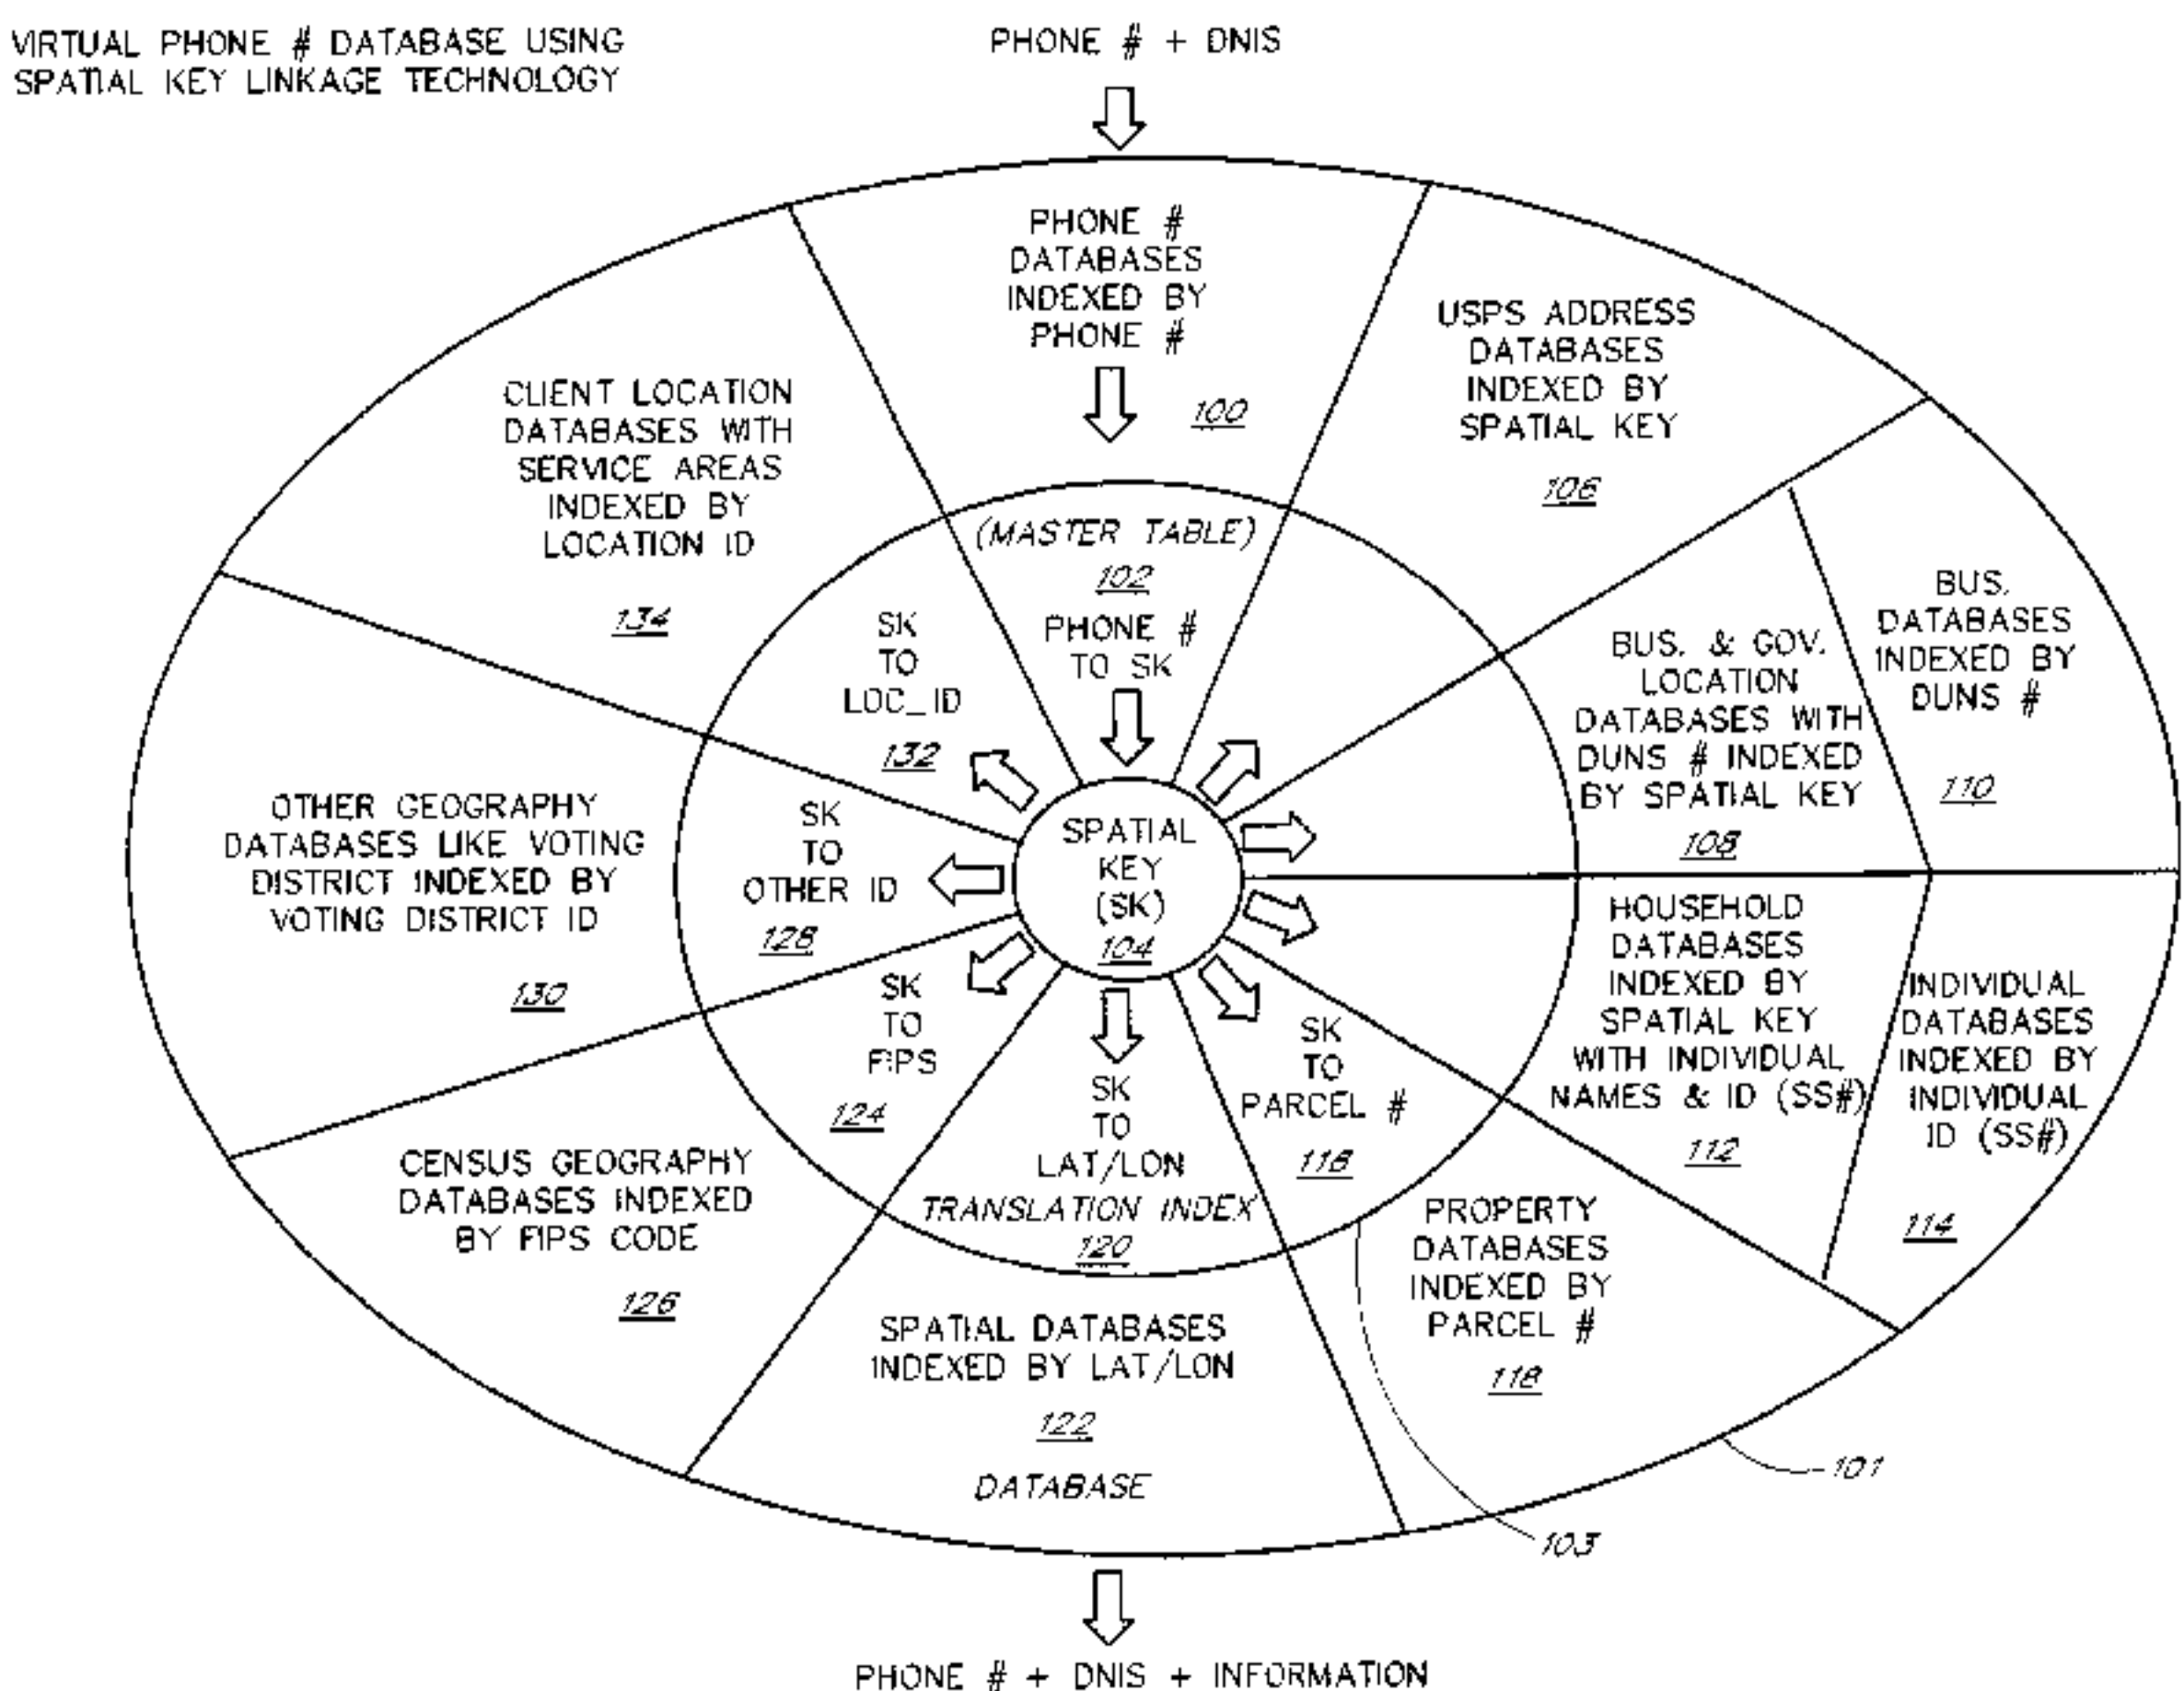 VIRTUAL PHONE # DATABASE USING
SPATIAL KEY LINKAGE TECHNOLOGY
PHONE # + DNIS
PHONE #
DATABASES
INDEXED BY
PHONE #
100
USPS ADDRESS
DATABASES
INDEXED BY
SPATIAL KEY
106
CLIENT LOCATION
DATABASES WITH
SERVICE AREAS
INDEXED BY
LOCATION ID
134
(MASTER TABLE)
102
PHONE #
TO SK
SK
TO
LOC_ID
132
BUS. & GOV.
LOCATION
DATABASES WITH
DUNS # INDEXED
BY SPATIAL KEY
108
BUS.
DATABASES
INDEXED BY
DUNS #
110
OTHER GEOGRAPHY
DATABASES LIKE VOTING
DISTRICT INDEXED BY
VOTING DISTRICT ID
130
SK
TO
OTHER ID
128
SPATIAL
KEY
(SK)
104
HOUSEHOLD
DATABASES
INDEXED BY
SPATIAL KEY
WITH INDIVIDUAL
NAMES & ID (SS#)
112
INDIVIDUAL
DATABASES
INDEXED BY
INDIVIDUAL
ID (SS#)
114
SK
TO
FIPS
124
SK
TO
LAT/LON
TRANSLATION INDEX
120
SK
TO
PARCEL #
116
CENSUS GEOGRAPHY
DATABASES INDEXED
BY FIPS CODE
126
SPATIAL DATABASES
INDEXED BY LAT/LON
122
DATABASE
PROPERTY
DATABASES
INDEXED BY
PARCEL #
118
101
103
PHONE # + DNIS + INFORMATION